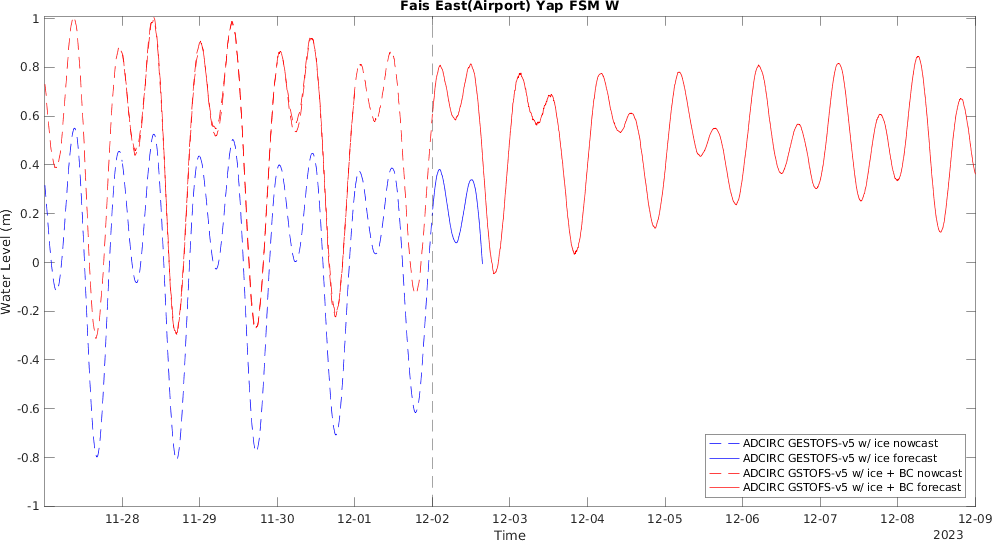 Fais East(Airport) Yap FSM W
Water Level (m)
1
0.8
0.6
0.4
0.2
0
-0.2
-0.4
-0.6
-0.8
-1
11-28 11-29 11-30 12-01 12-02 12-03 12-04 12-05 12-06 12-07 12-08 12-09
Time
2023
ADCIRC GESTOFS-v5 w/ ice nowcast
ADCIRC GESTOFS-v5 w/ ice forecast
ADCIRC GSTOFS-v5 w/ ice + BC nowcast
ADCIRC GSTOFS-v5 w/ ice + BC forecast